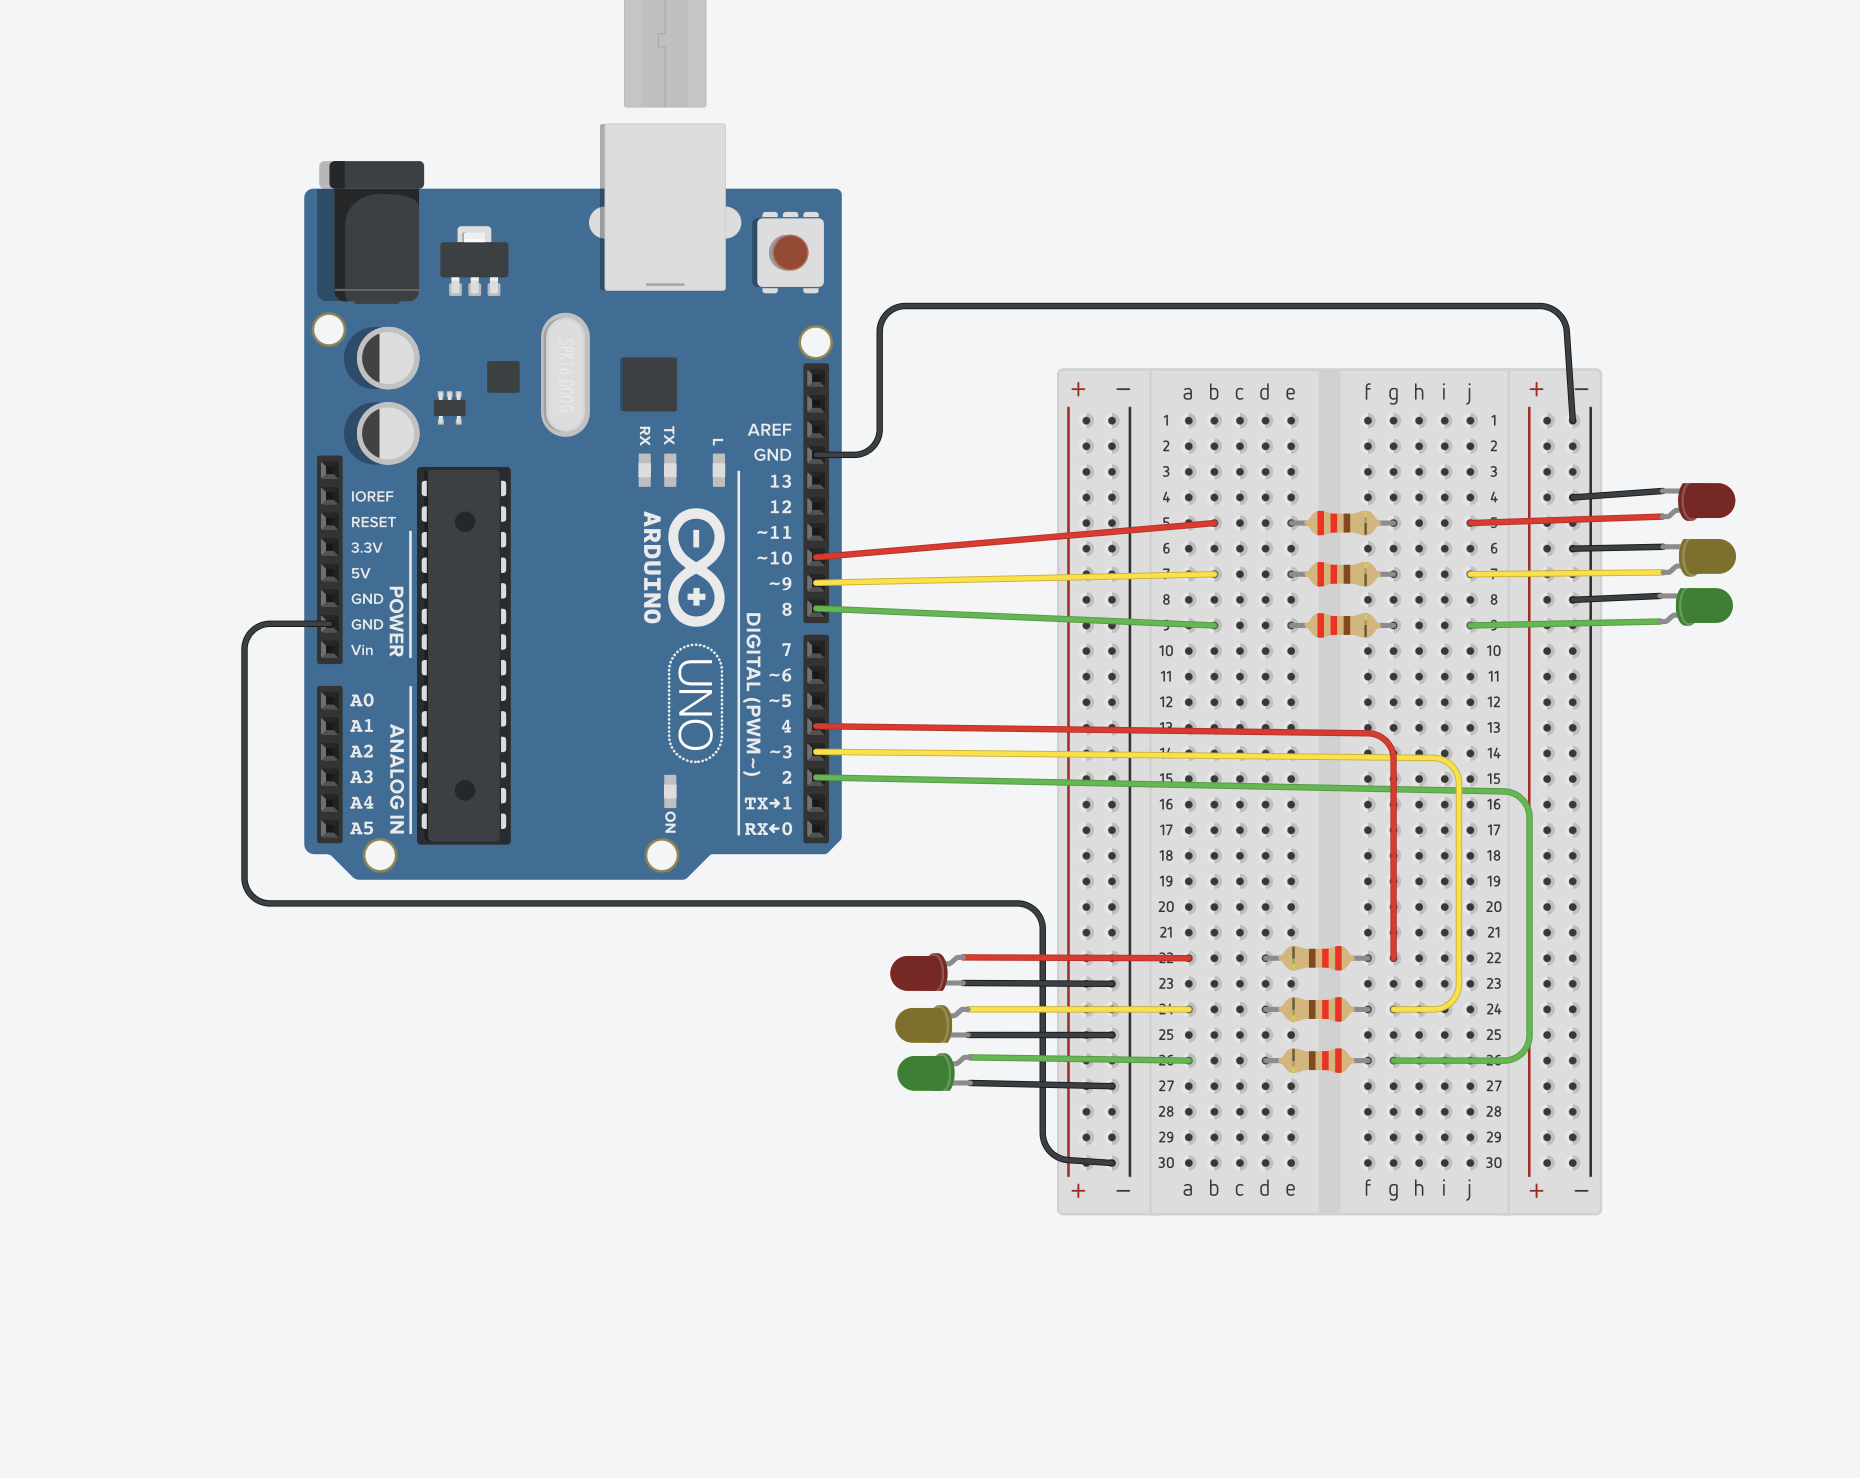 SPK16.000G
RX TX L
AREF
GND
13
12
~11
~10
~9
8
7
~6
~5
4
~3
2
TX→1
RX←0
DIGITAL (PWM ~)
ARDUINO
UNO
ON
IOREF
RESET
3.3V
5V
GND
GND
Vin
POWER
A0
A1
A2
A3
A4
A5
ANALOG IN
+ − a b c d e f g h i j + −
1 1
2 2
3 3
4 4
5 5
6 6
7 7
8 8
9 9
10 10
11 11
12 12
13 13
14 14
15 15
16 16
17 17
18 18
19 19
20 20
21 21
22 22
23 23
24 24
25 25
26 26
27 27
28 28
29 29
30 30
+ − a b c d e f g h i j + −